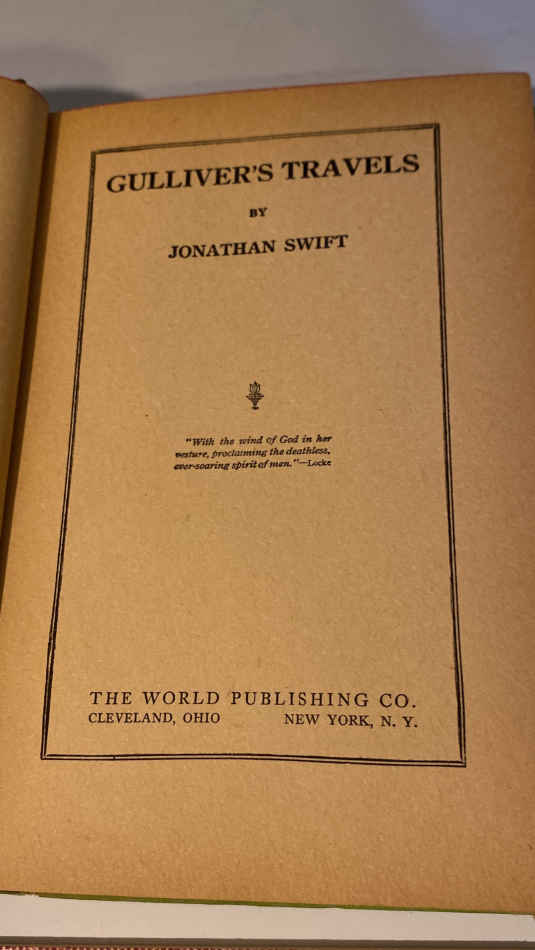 GULLIVER'S TRAVELS
BY
JONATHAN SWIFT
"With the wind of God in her
vesture, proclaiming the deathless,
ever-soaring spirit of men."—Locke
THE WORLD PUBLISHING CO.
CLEVELAND, OHIO NEW YORK, N. Y.